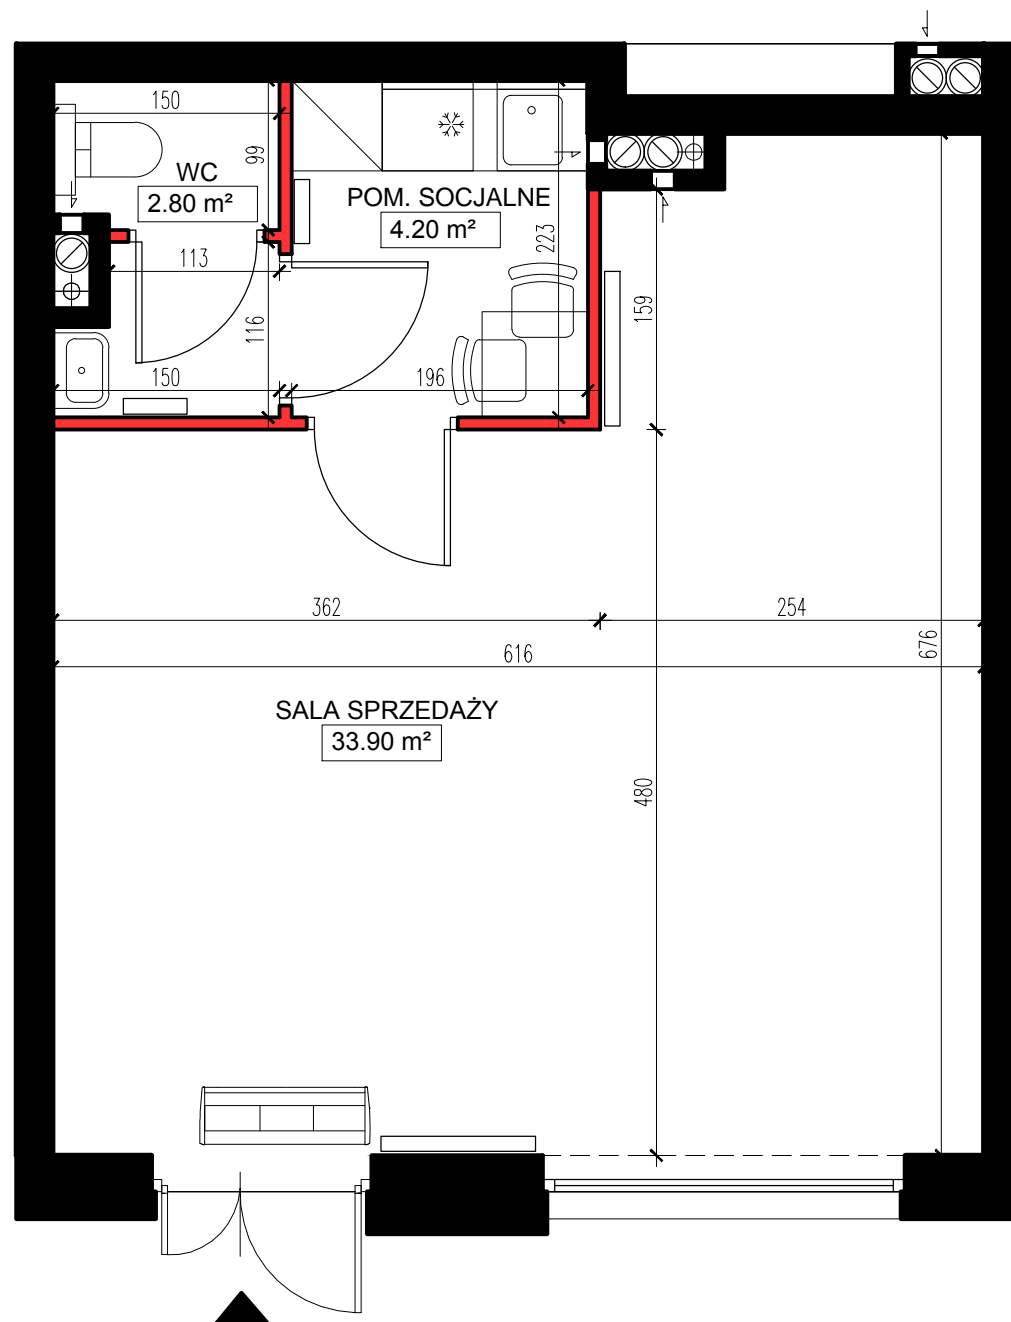 150
99
WC
2.80 m²
POM. SOCJALNE
4.20 m²
223
113
159
116
150
196
362
254
616
676
SALA SPRZEDAŻY
33.90 m²
480